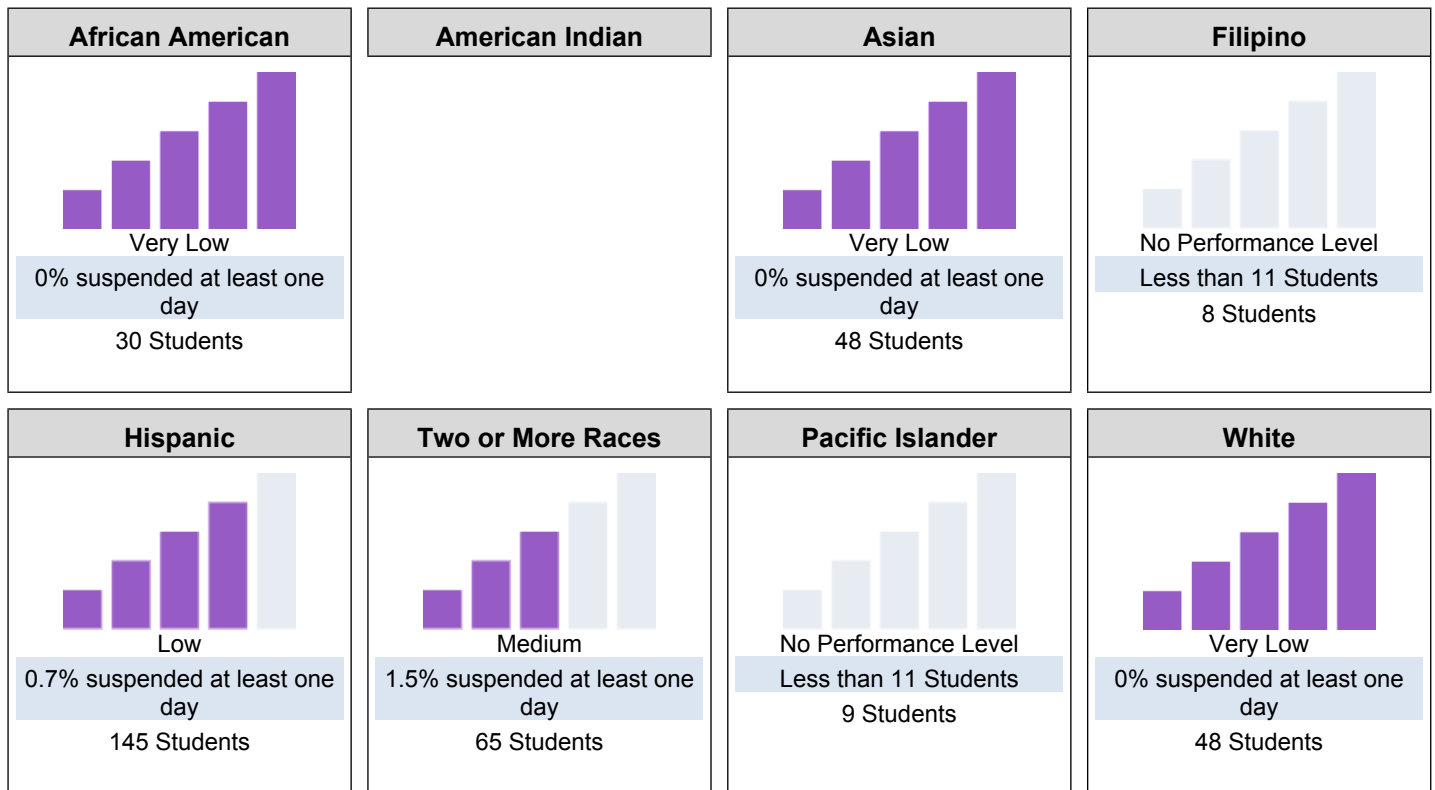 African American
American Indian
Asian
Filipino
Very Low
0% suspended at least one
day
30 Students
Very Low
0% suspended at least one
day
48 Students
No Performance Level
Less than 11 Students
8 Students
Hispanic
Two or More Races
Pacific Islander
White
Low
0.7% suspended at least one
day
145 Students
Medium
1.5% suspended at least one
day
65 Students
No Performance Level
Less than 11 Students
9 Students
Very Low
0% suspended at least one
day
48 Students